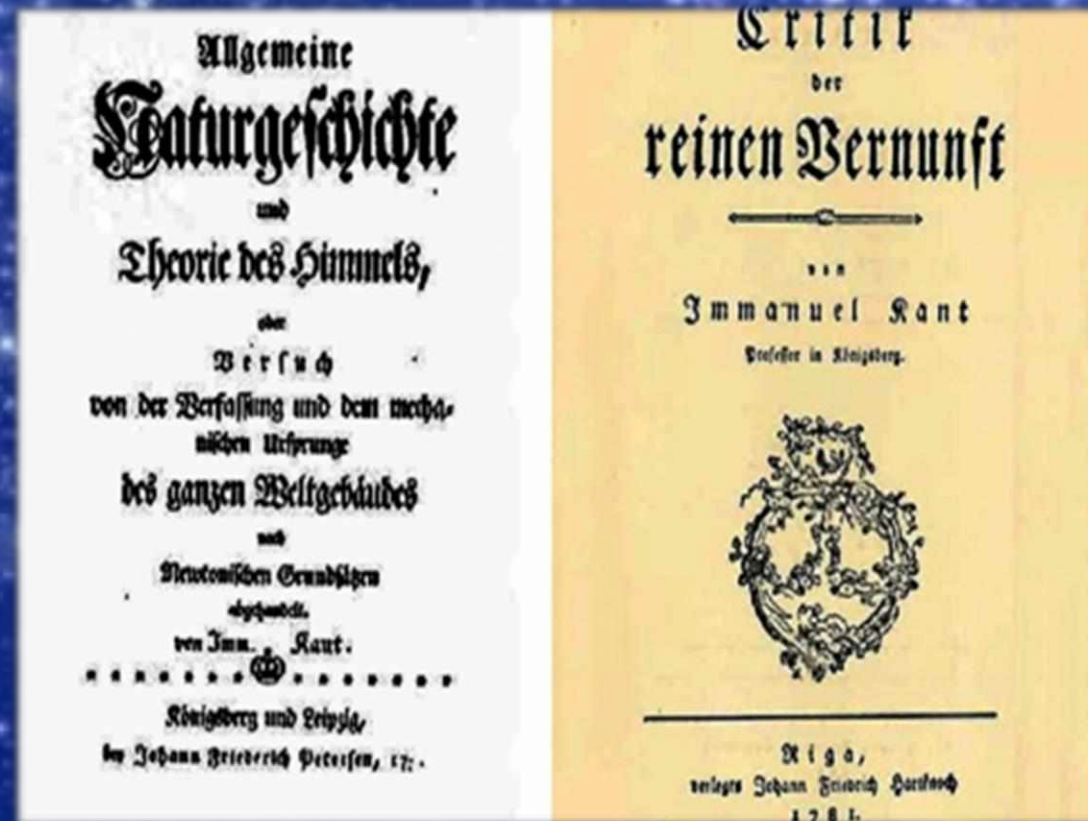 Allgemeine
Naturgeschichte
und
Theorie des Himmels,
oder
Versuch
von der Verfassung und dem mecha-
nischen Ursprunge
des ganzen Weltgebäudes
nach
Newtonischen Grundsätzen
abgehandelt.
von Imm. Kant.
Königsberg und Leipzig,
bey Johann Friederich Petersen, 17
Critik
der
reinen Vernunft
von
Immanuel Kant
Professor in Königsberg.
Riga,
verlegts Johann Friedrich Hartknoch
1781.